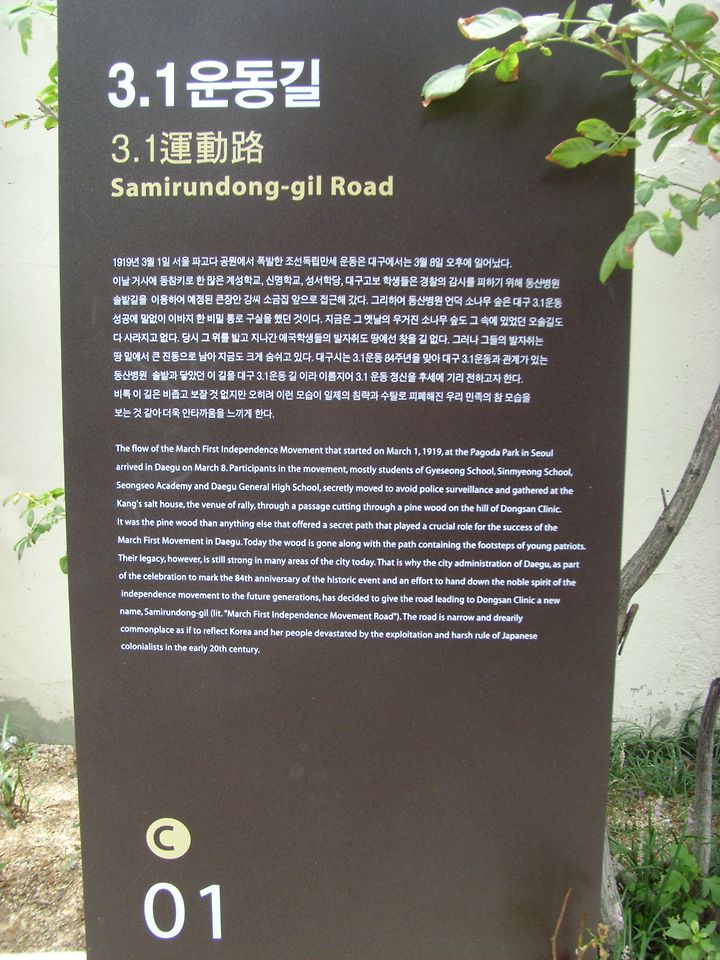 3.1운동길
3.1運動路
Samirundong-gil Road
1919년 3월 1일 서울 파고다 공원에서 폭발한 조선독립만세 운동은 대구에서는 3월 8일 오후에 일어났다.
이날 거사에 동참키로 한 많은 계성학교, 신명학교, 성서학당, 대구고보 학생들은 경찰의 감시를 피하기 위해 동산병원
솔밭길을 이용하여 예정된 큰장안 강씨 소금집 앞으로 접근해 갔다. 그리하여 동산병원 언덕 소나무 숲은 대구 3.1운동
성공에 말없이 이바지 한 비밀 통로 구실을 했던 것이다. 지금은 그 옛날의 우거진 소나무 숲도 그 속에 있었던 오솔길도
다 사라지고 없다. 당시 그 위를 밟고 지나간 애국학생들의 발자취도 땅에선 찾을 길 없다. 그러나 그들의 발자취는
땅 밑에서 큰 진동으로 남아 지금도 크게 숨쉬고 있다. 대구시는 3.1운동 84주년을 맞아 대구 3.1운동과 관계가 있는
동산병원 솔밭과 닿았던 이 길을 대구 3.1운동 길 이라 이름지어 3.1 운동 정신을 후세에 기리 전하고자 한다.
비록 이 길은 비좁고 보잘 것 없지만 오히려 이런 모습이 일제의 침략과 수탈로 피폐해진 우리 민족의 참 모습을
보는 것 같아 더욱 안타까움을 느끼게 한다.
The flow of the March First Independence Movement that started on March 1, 1919, at the Pagoda Park in Seoul
arrived in Daegu on March 8. Participants in the movement, mostly students of Gyeseong School, Sinmyeong School,
Seongseo Academy and Daegu General High School, secretly moved to avoid police surveillance and gathered at the
Kang's salt house, the venue of rally, through a passage cutting through a pine wood on the hill of Dongsan Clinic.
It was the pine wood than anything else that offered a secret path that played a crucial role for the success of the
March First Movement in Daegu. Today the wood is gone along with the path containing the footsteps of young patriots.
Their legacy, however, is still strong in many areas of the city today. That is why the city administration of Daegu, as part
of the celebration to mark the 84th anniversary of the historic event and an effort to hand down the noble spirit of the
independence movement to the future generations, has decided to give the road leading to Dongsan Clinic a new
name, Samirundong-gil (lit. "March First Independence Movement Road"). The road is narrow and drearily
commonplace as if to reflect Korea and her people devastated by the exploitation and harsh rule of Japanese
colonialists in the early 20th century.
C
01